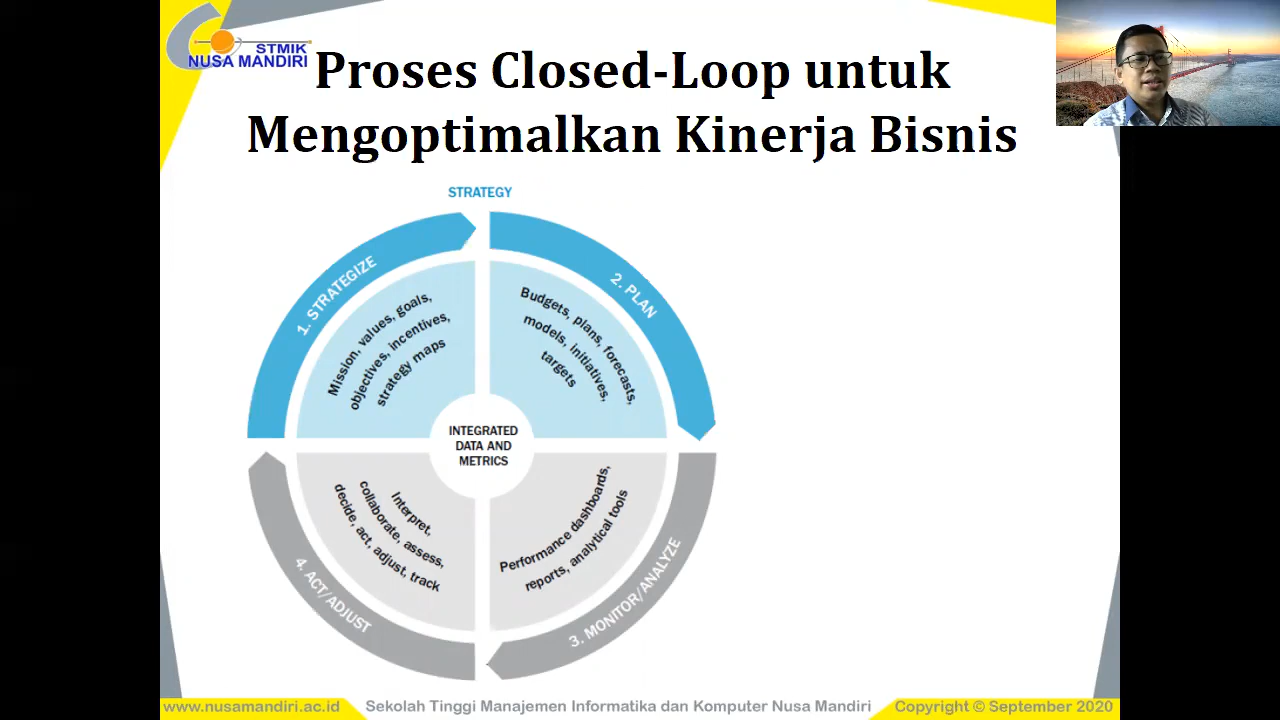 STMIK
NUSA MANDIRI
Proses Closed-Loop untuk
Mengoptimalkan Kinerja Bisnis
STRATEGY
1. STRATEGIZE
Mission, values, goals,
objectives, incentives,
strategy maps
2. PLAN
Budgets, plans, forecasts,
models, initiatives,
targets
INTEGRATED
DATA AND
METRICS
Interpret,
collaborate, assess,
decide, act, adjust, track
4. ACT/ADJUST
Performance dashboards,
reports, analytical tools
3. MONITOR/ANALYZE
www.nusamandiri.ac.id Sekolah Tinggi Manajemen Informatika dan Komputer Nusa Mandiri Copyright © September 2020